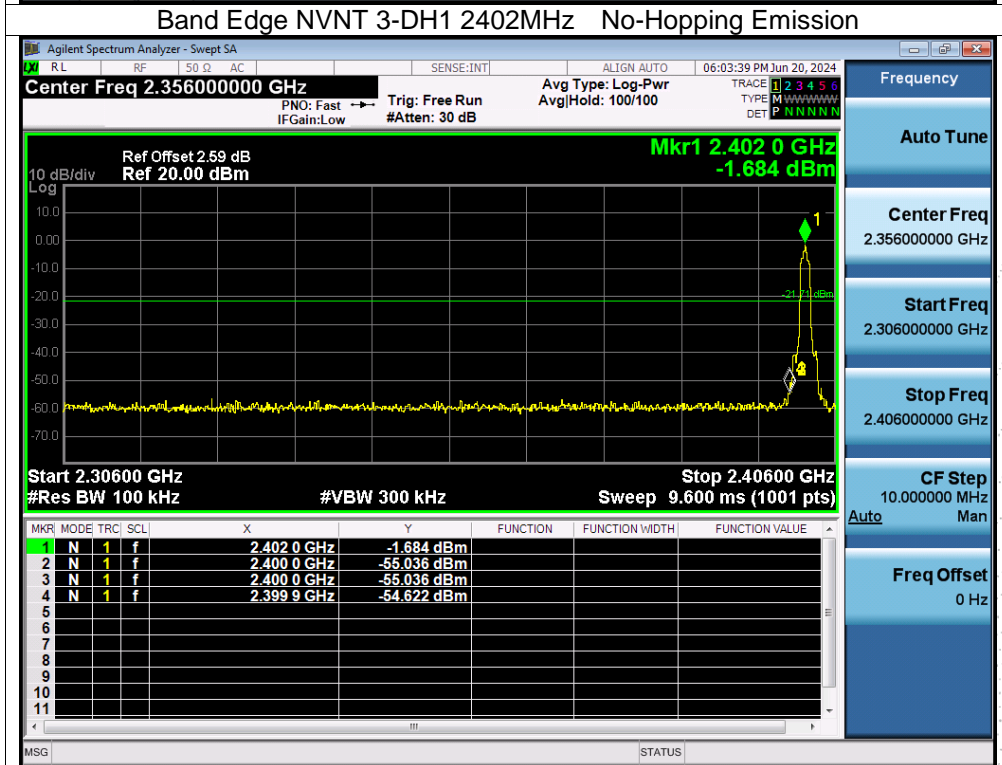 Band Edge NVNT 3-DH1 2402MHz No-Hopping Emission
Agilent Spectrum Analyzer - Swept SA
LXI RL RF 50 Ω AC SENSE:INT ALIGN AUTO 06:03:39 PM Jun 20, 2024
Center Freq 2.356000000 GHz
PNO: Fast
IFGain:Low
Trig: Free Run
#Atten: 30 dB
Avg Type: Log-Pwr
Avg|Hold: 100/100
TRACE 1 2 3 4 5 6
TYPE M WWWWW
DET P N N N N N
Ref Offset 2.59 dB
Ref 20.00 dBm
10 dB/div
Log
Mkr1 2.402 0 GHz
-1.684 dBm
10.0
0.00
-10.0
-20.0
-30.0
-40.0
-50.0
-60.0
-70.0
1
-21.71 dBm
Start 2.30600 GHz
Stop 2.40600 GHz
#Res BW 100 kHz
#VBW 300 kHz
Sweep 9.600 ms (1001 pts)
MKR MODE TRC SCL X Y FUNCTION FUNCTION WIDTH FUNCTION VALUE
1 N 1 f 2.402 0 GHz -1.684 dBm
2 N 1 f 2.400 0 GHz -55.036 dBm
3 N 1 f 2.400 0 GHz -55.036 dBm
4 N 1 f 2.399 9 GHz -54.622 dBm
5
6
7
8
9
10
11
MSG
STATUS
Frequency
Auto Tune
Center Freq
2.356000000 GHz
Start Freq
2.306000000 GHz
Stop Freq
2.406000000 GHz
CF Step
10.000000 MHz
Auto Man
Freq Offset
0 Hz